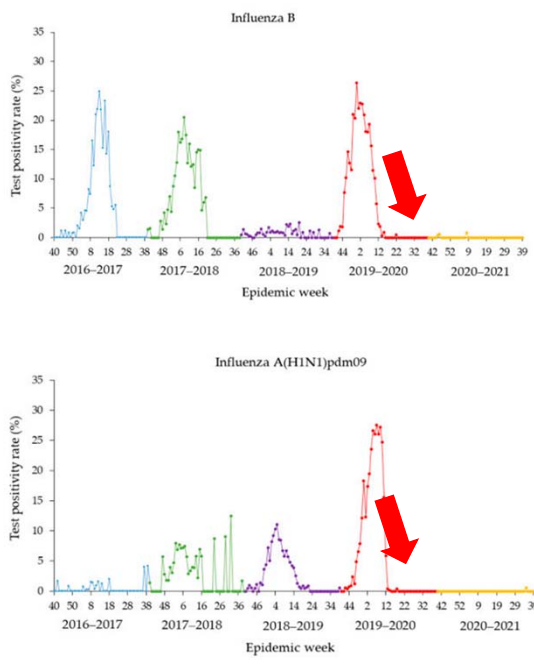 Influenza B
Test positivity rate (%)
35
30
25
20
15
10
5
0
40 50 8 18 28 38 48 6 16 26 36 46 4 14 24 34 44 2 12 22 32 42 52 9 19 29 39
2016–2017 2017–2018 2018–2019 2019–2020 2020–2021
Epidemic week
Influenza A(H1N1)pdm09
Test positivity rate (%)
35
30
25
20
15
10
5
0
40 50 8 18 28 38 48 6 16 26 36 46 4 14 24 34 44 2 12 22 32 42 52 9 19 29
2016–2017 2017–2018 2018–2019 2019–2020 2020–2021
Epidemic week